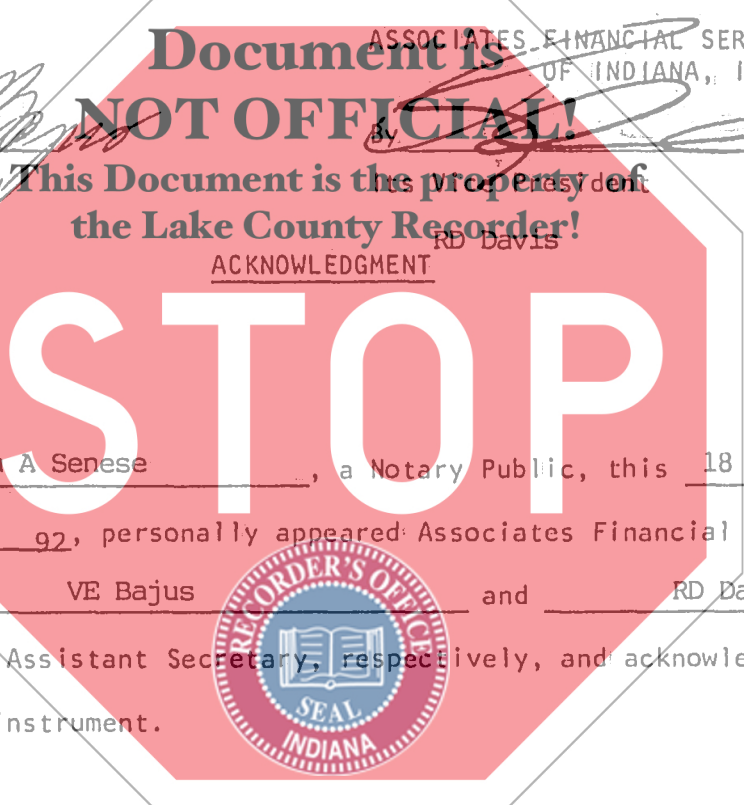 Document is
ASSOCIATES FINANCIAL SER
OF INDIANA, I
NOT OFFICIAL!
By
This Document is the property of
Its Vice President
the Lake County Recorder!
RD Davis
ACKNOWLEDGMENT
STOP
A Senese , a Notary Public, this 18
92, personally appeared Associates Financial
VE Bajus and RD Da
Assistant Secretary, respectively, and acknowle
nstrument.
RECORDER'S OFFICE
SEAL
INDIANA